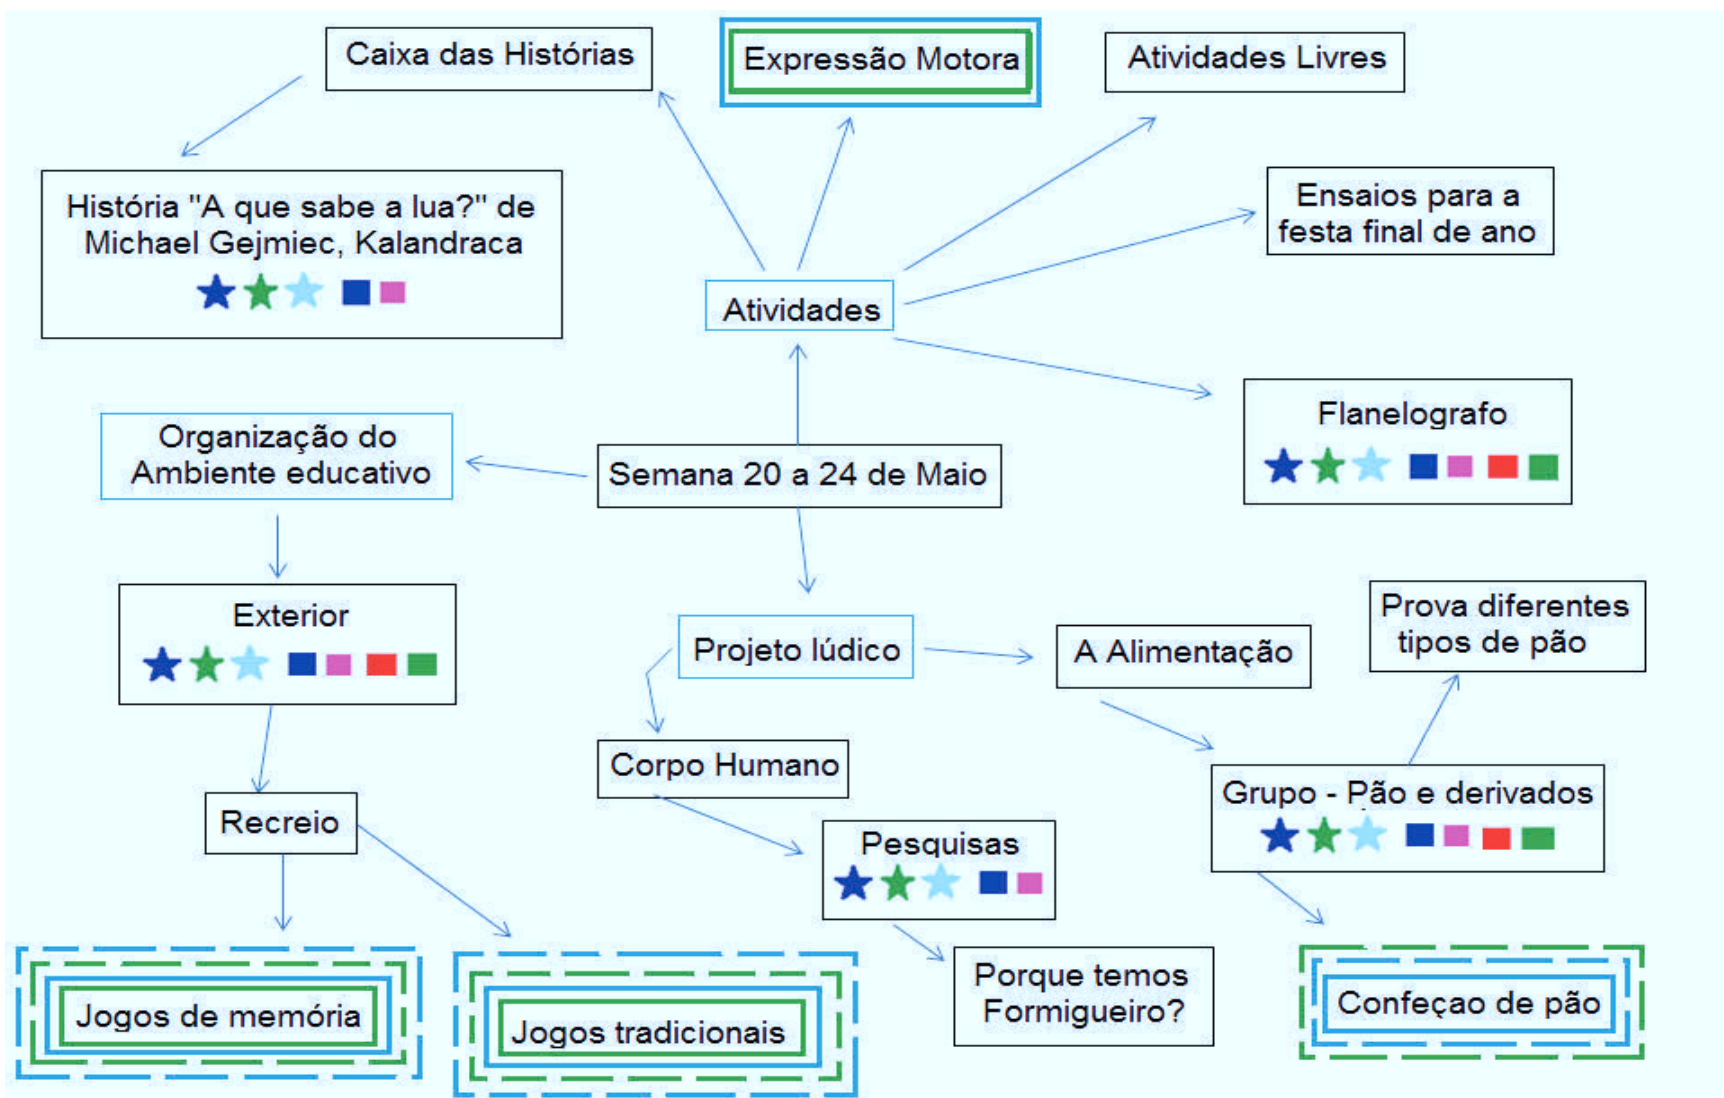 Caixa das Histórias
Expressão Motora
Atividades Livres
História "A que sabe a lua?" de
Michael Gejmiec, Kalandraca
Ensaios para a
festa final de ano
Atividades
Flanelografo
Organização do
Ambiente educativo
Semana 20 a 24 de Maio
Exterior
Projeto lúdico
A Alimentação
Prova diferentes
tipos de pão
Corpo Humano
Grupo - Pão e derivados
Recreio
Pesquisas
Porque temos
Formigueiro?
Jogos de memória
Jogos tradicionais
Confeçao de pão